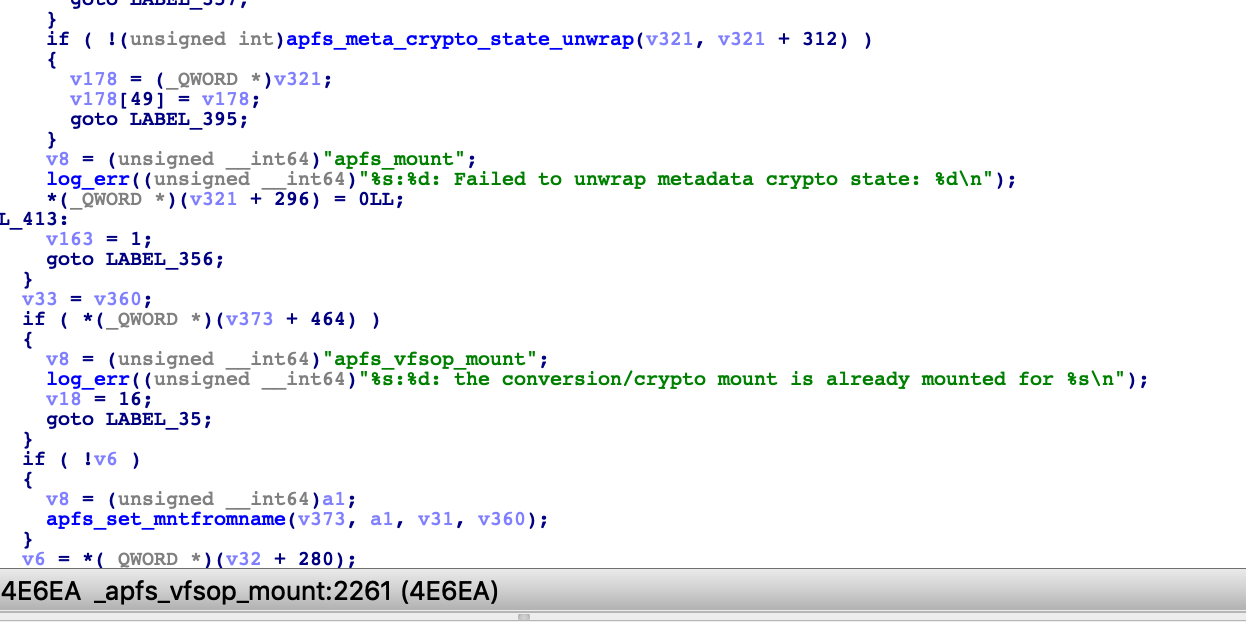 goto LABEL_357;
}
if ( !(unsigned int)apfs_meta_crypto_state_unwrap(v321, v321 + 312) )
{
v178 = (_QWORD *)v321;
v178[49] = v178;
goto LABEL_395;
}
v8 = (unsigned __int64)"apfs_mount";
log_err((unsigned __int64)"%s:%d: Failed to unwrap metadata crypto state: %d\n");
*(_QWORD *)(v321 + 296) = 0LL;
L_413:
v163 = 1;
goto LABEL_356;
}
v33 = v360;
if ( *(_QWORD *)(v373 + 464) )
{
v8 = (unsigned __int64)"apfs_vfsop_mount";
log_err((unsigned __int64)"%s:%d: the conversion/crypto mount is already mounted for %s\n");
v18 = 16;
goto LABEL_35;
}
if ( !v6 )
{
v8 = (unsigned __int64)a1;
apfs_set_mntfromname(v373, a1, v31, v360);
}
v6 = *(_QWORD *)(v32 + 280);
4E6EA _apfs_vfsop_mount:2261 (4E6EA)